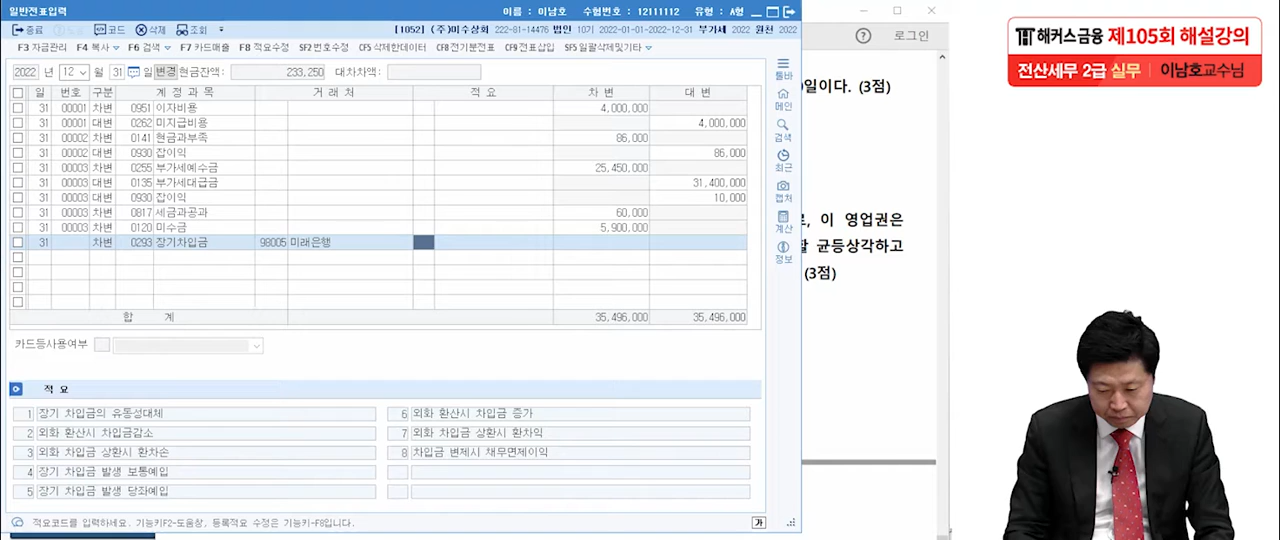 일반전표입력 이름 : 이남호 수험번호 : 12111112 유형 : A형
종료 코드 삭제 조회 [1052] (주)미수상회 222-81-14476 법인 10기 2022-01-01~2022-12-31 부가세 2022 원천 2022
F3 자금관리 F4 복사 F6 검색 F7 카드매출 F8 적요수정 SF2 번호수정 CF5 삭제한데이터 CF8 전기분전표 CF9 전표삽입 SF5 일괄삭제및기타
2022 년 12 월 31 일 변경 현금잔액: 233,250 대차차액:
일 번호 구분 계 정 과 목 거 래 처 적 요 차 변 대 변
31 00001 차변 0951 이자비용 4,000,000
31 00001 대변 0262 미지급비용 4,000,000
31 00002 차변 0141 현금과부족 86,000
31 00002 대변 0930 잡이익 86,000
31 00003 차변 0255 부가세예수금 25,450,000
31 00003 대변 0135 부가세대급금 31,400,000
31 00003 대변 0930 잡이익 10,000
31 00003 차변 0817 세금과공과 60,000
31 00003 차변 0120 미수금 5,900,000
31 차변 0293 장기차입금 98005 미래은행
합 계 35,496,000 35,496,000
카드등사용여부
적 요
1 장기 차입금의 유동성대체
2 외화 환산시 차입금감소
3 외화 차입금 상환시 환차손
4 장기 차입금 발생 보통예입
5 장기 차입금 발생 당좌예입
6 외화 환산시 차입금 증가
7 외화 차입금 상환시 환차익
8 차입금 변제시 채무면제이익
적요코드를 입력하세요. 기능키F2-도움창, 등록적요 수정은 기능키-F8입니다.
가
툴바
메인
검색
최근
캡처
계산
정보
로그인
일이다. (3점)
이 영업권은
할 균등상각하고
(3점)
해커스금융 제105회 해설강의
전산세무 2급 실무 이남호교수님